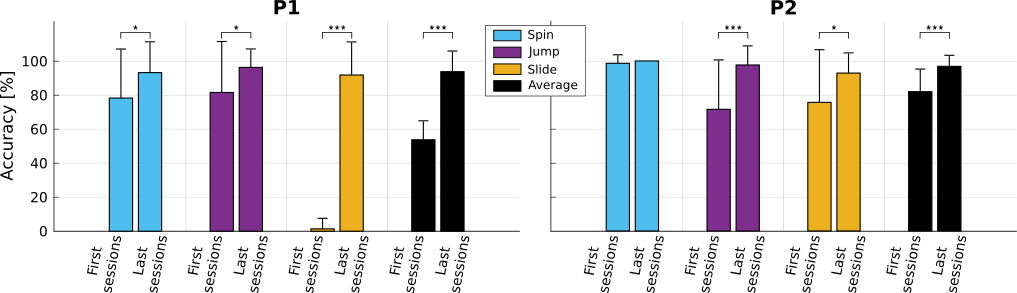 P1
P2
* * *** ***
*** * ***
Spin
Jump
Slide
Average
Accuracy [%]
100
80
60
40
20
0
First sessions
Last sessions
First sessions
Last sessions
First sessions
Last sessions
First sessions
Last sessions
First sessions
Last sessions
First sessions
Last sessions
First sessions
Last sessions
First sessions
Last sessions